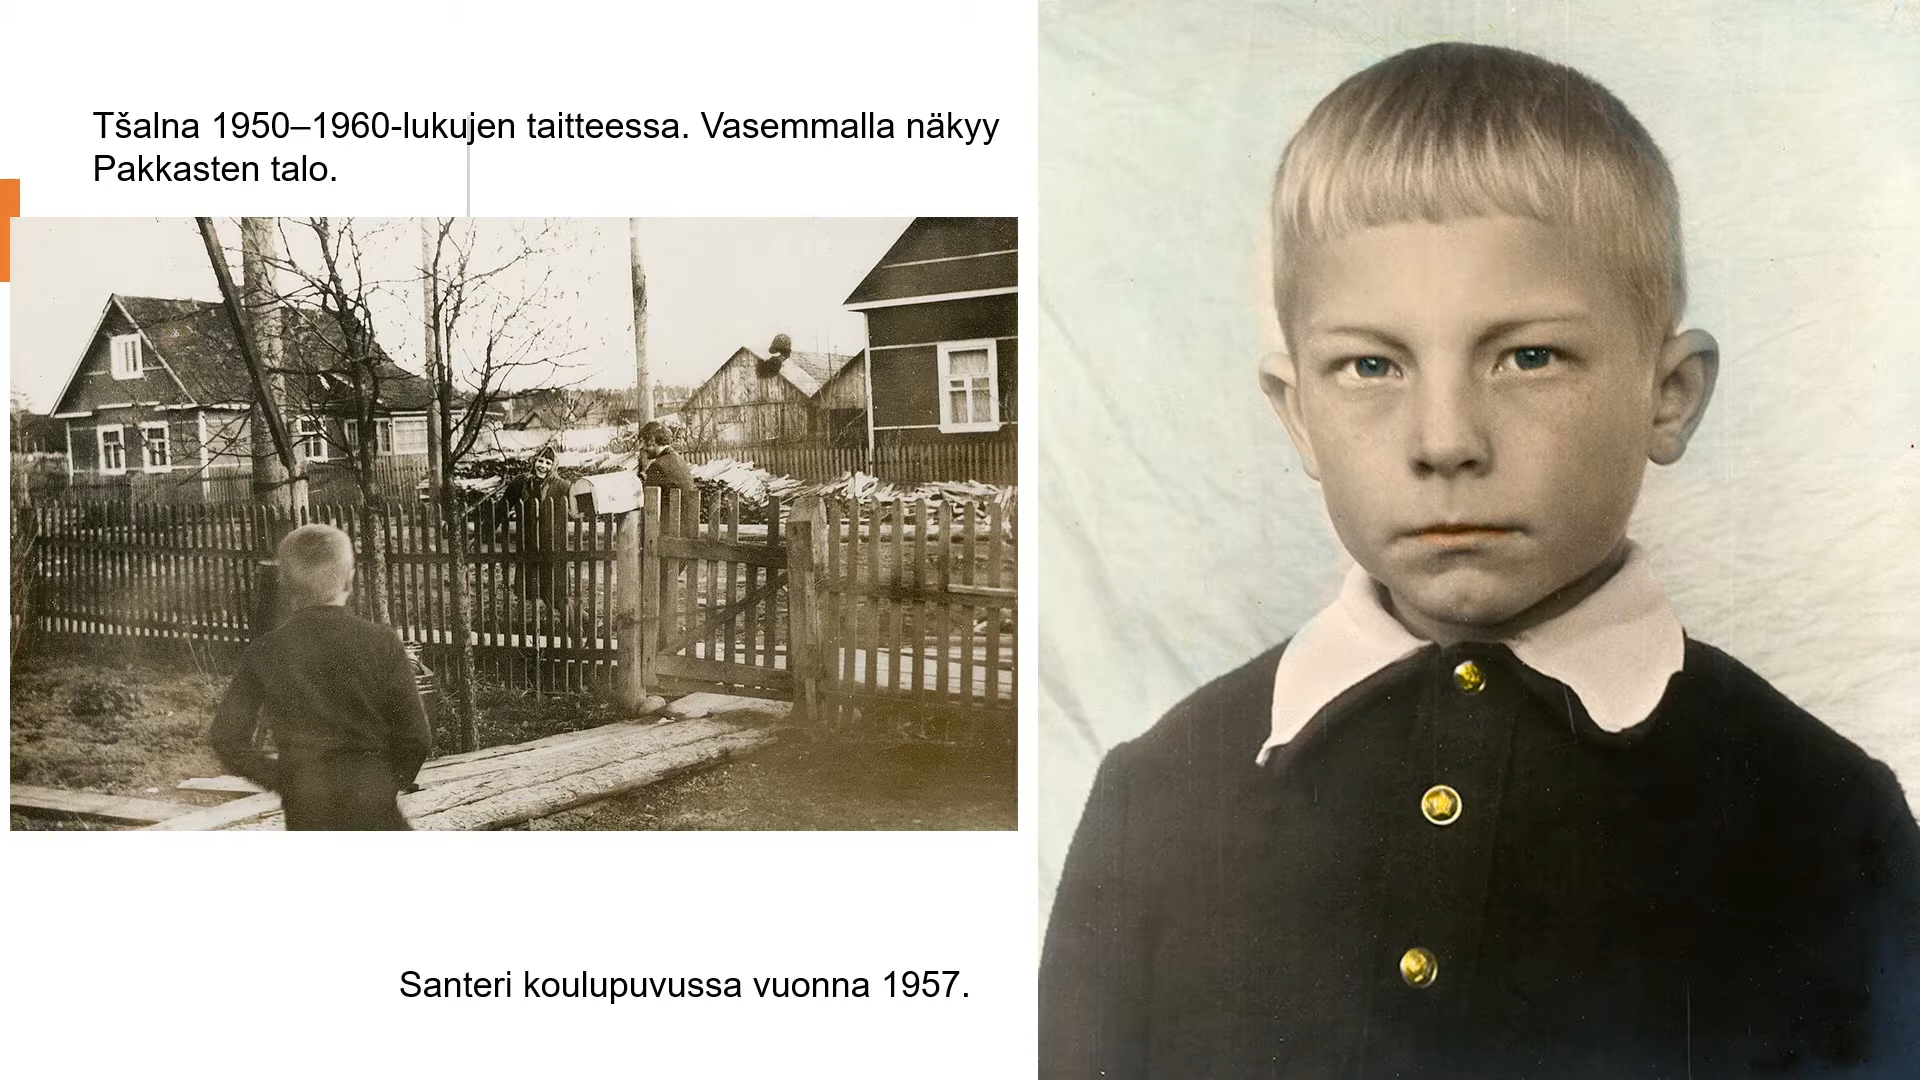 Tšalna 1950–1960-lukujen taitteessa. Vasemmalla näkyy
Pakkasten talo.
Santeri koulupuvussa vuonna 1957.